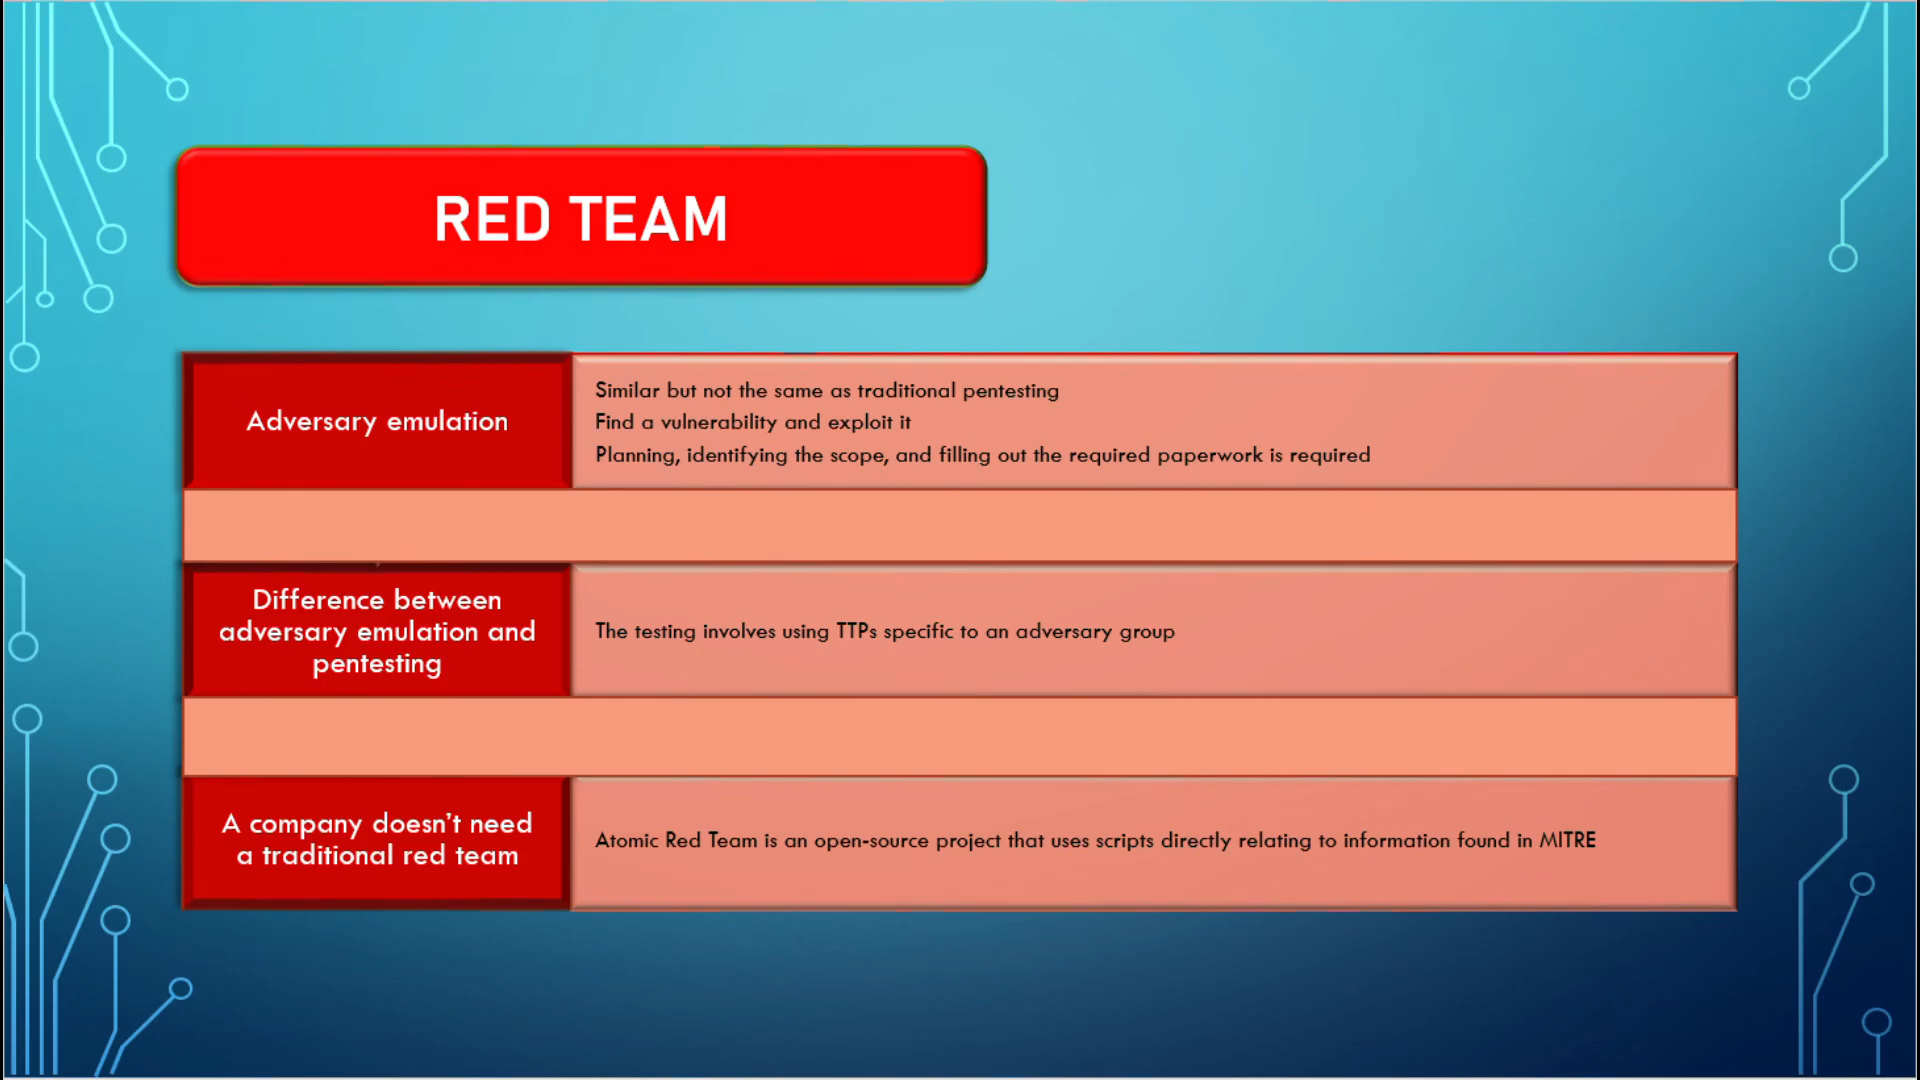 RED TEAM
Adversary emulation
Similar but not the same as traditional pentesting
Find a vulnerability and exploit it
Planning, identifying the scope, and filling out the required paperwork is required
Difference between
adversary emulation and
pentesting
The testing involves using TTPs specific to an adversary group
A company doesn't need
a traditional red team
Atomic Red Team is an open-source project that uses scripts directly relating to information found in MITRE